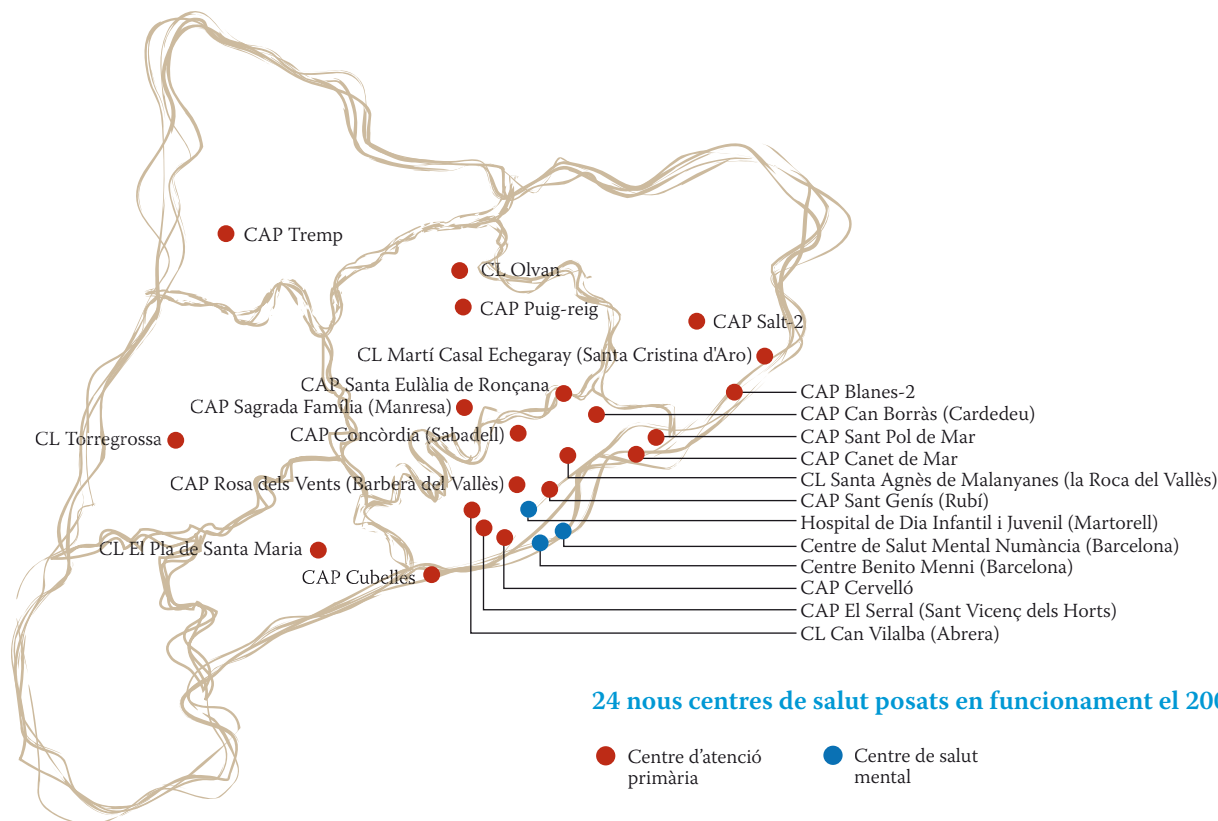 CAP Tremp
CL Olvan
CAP Puig-reig
CAP Salt-2
CL Martí Casal Echegaray (Santa Cristina d'Aro)
CAP Santa Eulàlia de Ronçana
CAP Sagrada Família (Manresa)
CAP Concòrdia (Sabadell)
CL Torregrossa
CAP Rosa dels Vents (Barberà del Vallès)
CL El Pla de Santa Maria
CAP Cubelles
CAP Blanes-2
CAP Can Borràs (Cardedeu)
CAP Sant Pol de Mar
CAP Canet de Mar
CL Santa Agnès de Malanyanes (la Roca del Vallès)
CAP Sant Genís (Rubí)
Hospital de Dia Infantil i Juvenil (Martorell)
Centre de Salut Mental Numància (Barcelona)
Centre Benito Menni (Barcelona)
CAP Cervelló
CAP El Serral (Sant Vicenç dels Horts)
CL Can Vilalba (Abrera)
24 nous centres de salut posats en funcionament el
Centre d'atenció
primària
Centre de salut
mental